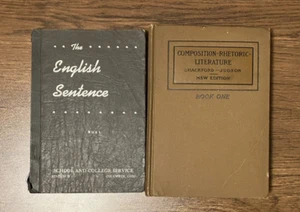 The
English
Sentence
SCHOOL AND COLLEGE SERVICE
COMPOSITION-RHETORIC
LITERATURE
NEW EDITION
BOOK ONE